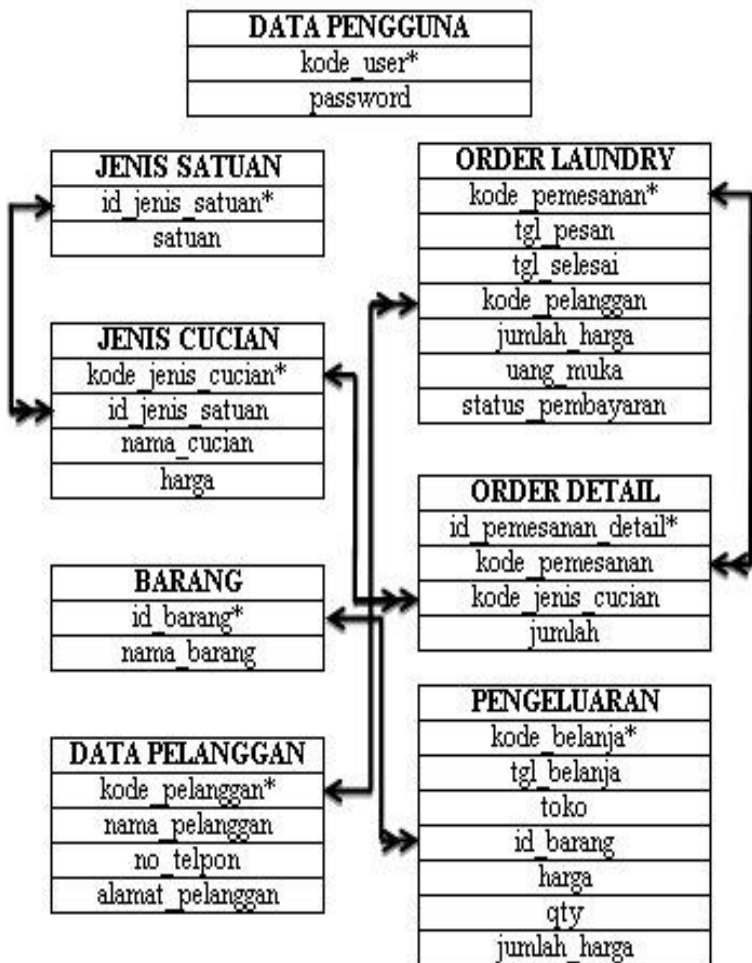 DATA PENGGUNA
kode_user*
password
JENIS SATUAN
id_jenis_satuan*
satuan
JENIS CUCIAN
kode_jenis_cucian*
id_jenis_satuan
nama_cucian
harga
BARANG
id_barang*
nama_barang
DATA PELANGGAN
kode_pelanggan*
nama_pelanggan
no_telpon
alamat_pelanggan
ORDER LAUNDRY
kode_pemesanan*
tgl_pesan
tgl_selesai
kode_pelanggan
jumlah_harga
uang_muka
status_pembayaran
ORDER DETAIL
id_pemesanan_detail*
kode_pemesanan
kode_jenis_cucian
jumlah
PENGELUARAN
kode_belanja*
tgl_belanja
toko
id_barang
harga
qty
jumlah_harga